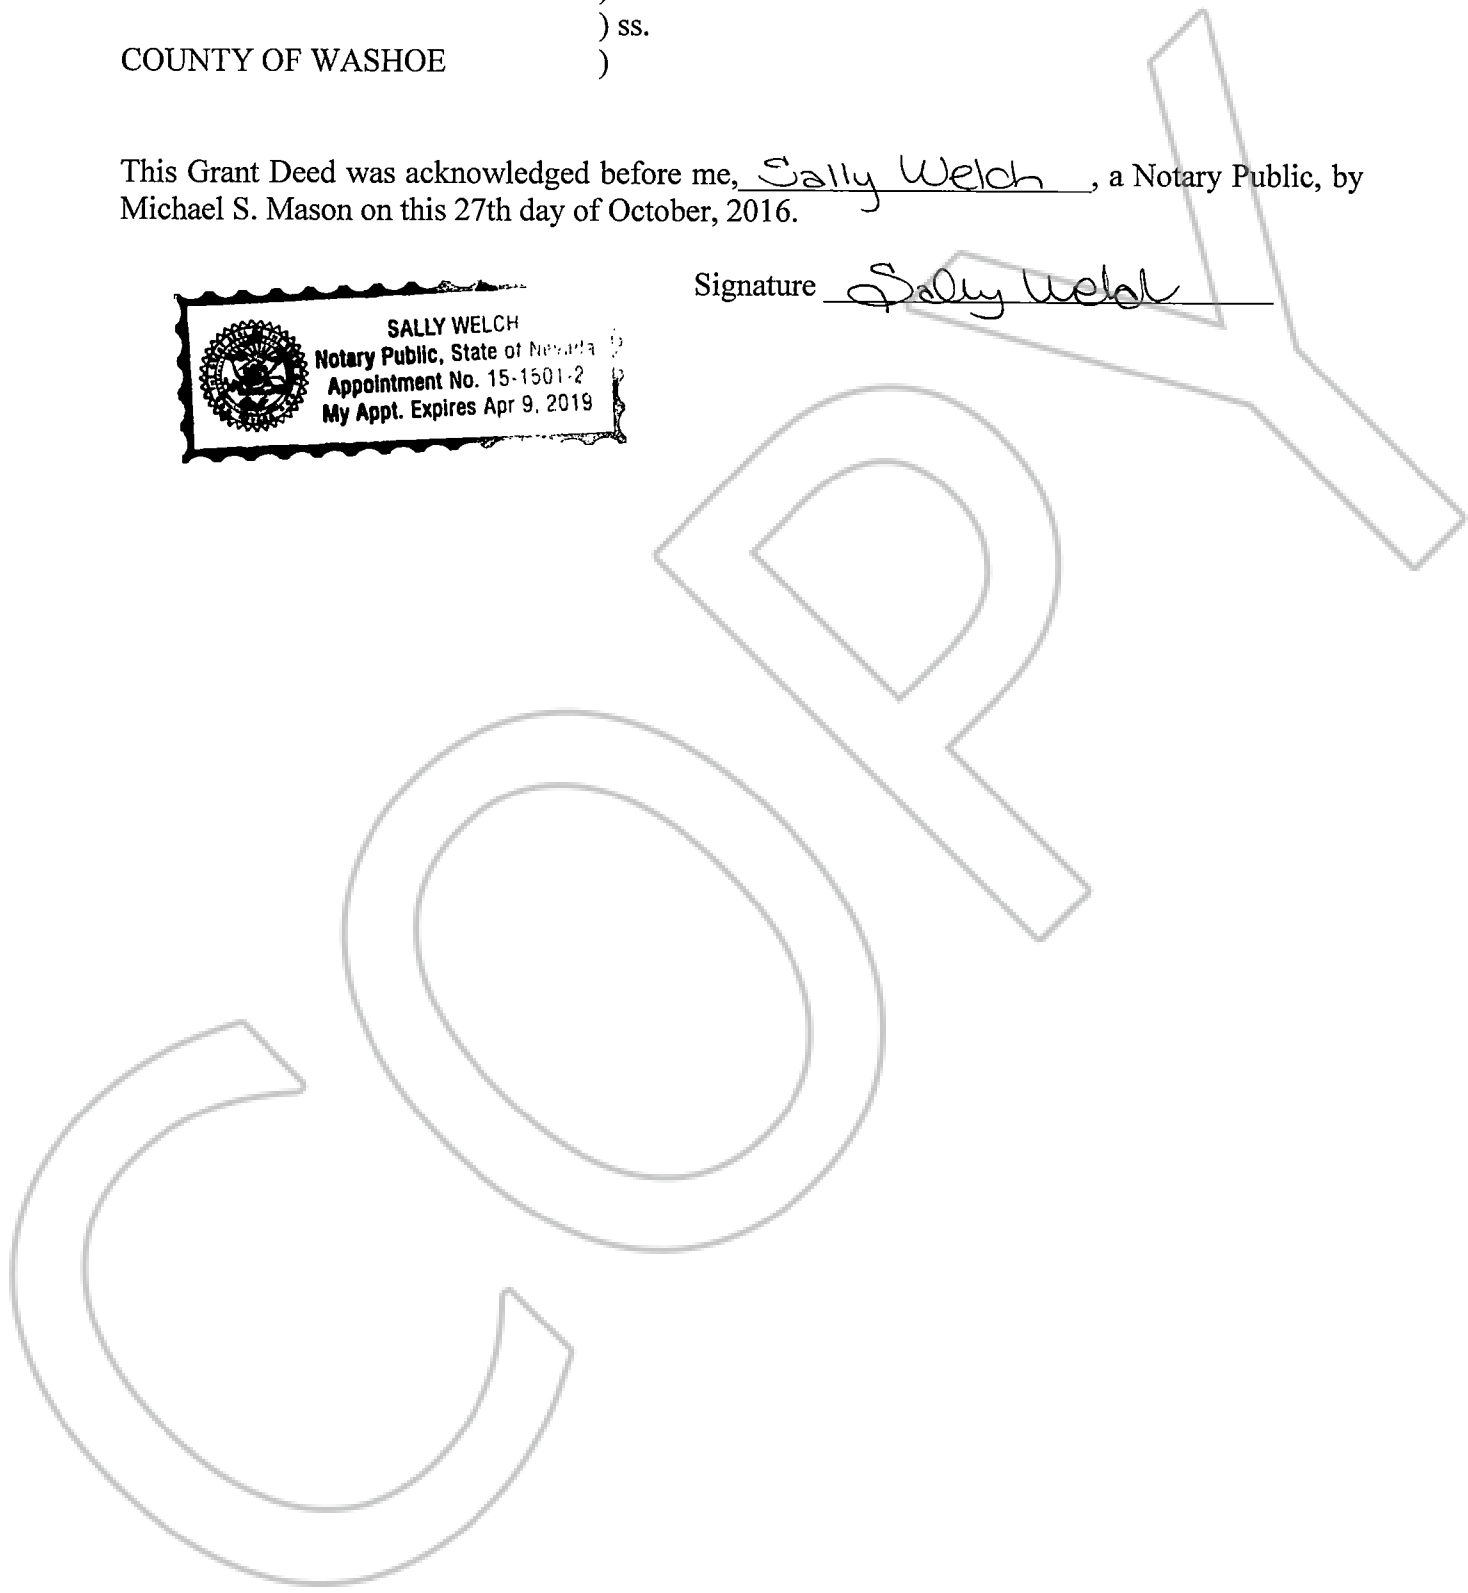 )
) ss.
COUNTY OF WASHOE )
This Grant Deed was acknowledged before me, Sally Welch, a Notary Public, by
Michael S. Mason on this 27th day of October, 2016.
Signature Sally Welch
SALLY WELCH
Notary Public, State of Nevada
Appointment No. 15-1501-2
My Appt. Expires Apr 9, 2019
COPY